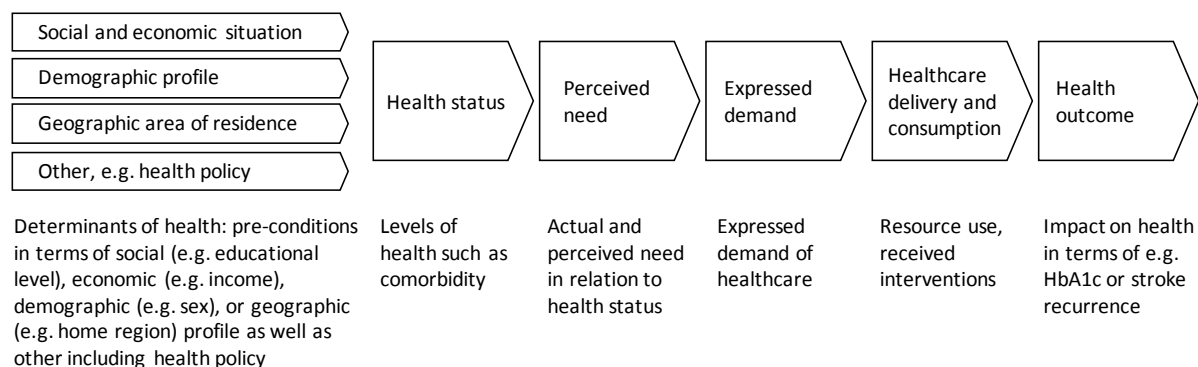 Social and economic situation
Demographic profile
Geographic area of residence
Other, e.g. health policy
Health status
Perceived
need
Expressed
demand
Healthcare
delivery and
consumption
Health
outcome
Determinants of health: pre-conditions
in terms of social (e.g. educational
level), economic (e.g. income),
demographic (e.g. sex), or geographic
(e.g. home region) profile as well as
other including health policy
Levels of
health such as
comorbidity
Actual and
perceived need
in relation to
health status
Expressed
demand of
healthcare
Resource use,
received
interventions
Impact on health
in terms of e.g.
HbA1c or stroke
recurrence